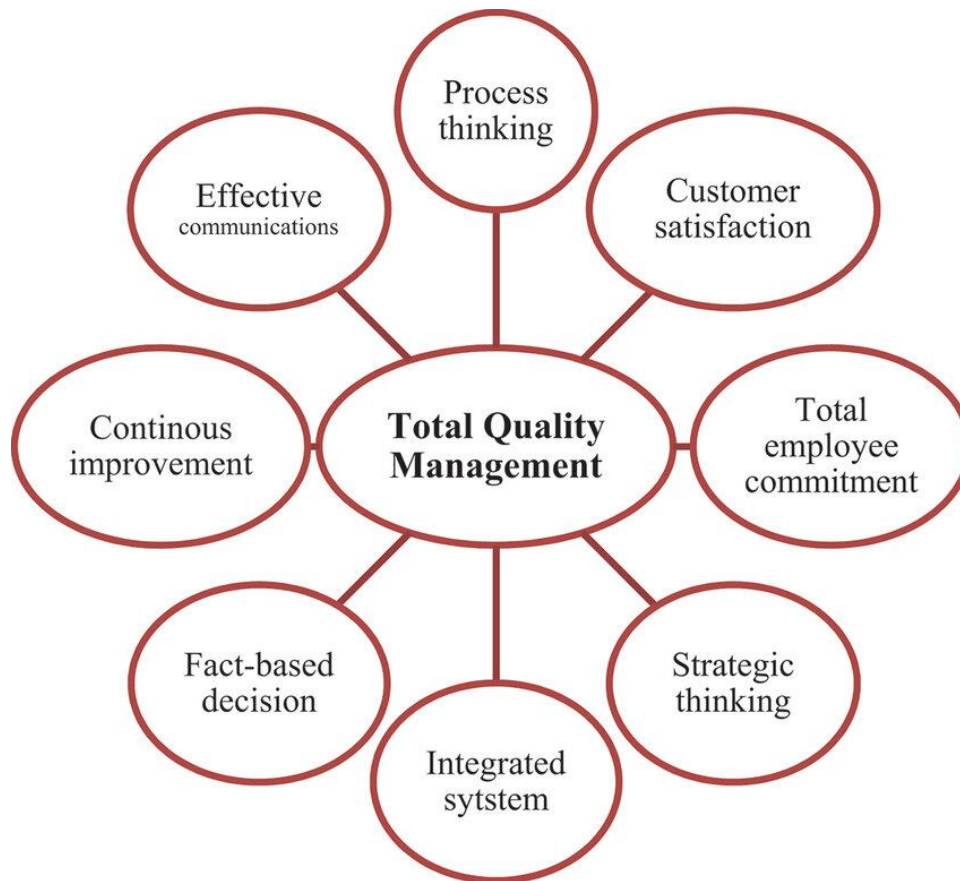 Process
thinking
Customer
satisfaction
Total
employee
commitment
Strategic
thinking
Integrated
sytstem
Fact-based
decision
Continous
improvement
Effective
communications
Total Quality
Management